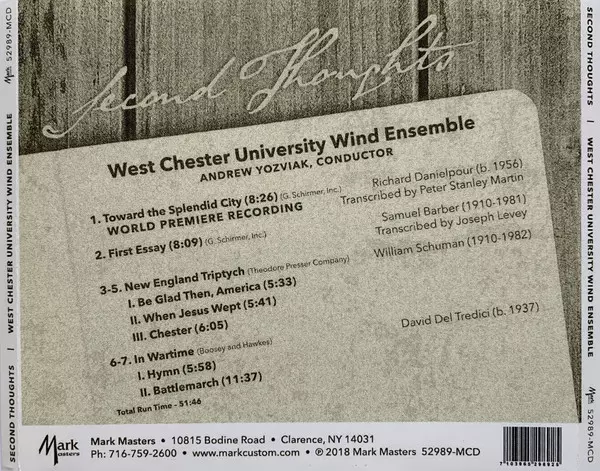 Second Thoughts
West Chester University Wind Ensemble
ANDREW YOZVIAK, CONDUCTOR
1. Toward the Splendid City (8:26) (G. Schirmer, Inc.) Richard Danielpour (b. 1956)
WORLD PREMIERE RECORDING Transcribed by Peter Stanley Martin
2. First Essay (8:09) (G. Schirmer, Inc.) Samuel Barber (1910-1981)
Transcribed by Joseph Levey
3-5. New England Triptych (Theodore Presser Company) William Schuman (1910-1982)
I. Be Glad Then, America (5:33)
II. When Jesus Wept (5:41)
III. Chester (6:05)
6-7. In Wartime (Boosey and Hawkes) David Del Tredici (b. 1937)
I. Hymn (5:58)
II. Battlemarch (11:37)
Total Run Time - 51:46
Mark Masters
Mark Masters • 10815 Bodine Road • Clarence, NY 14031
Ph: 716-759-2600 • www.markcustom.com • ℗ 2018 Mark Masters 52989-MCD
SECOND THOUGHTS | WEST CHESTER UNIVERSITY WIND ENSEMBLE Mark 52989-MCD
SECOND THOUGHTS | WEST CHESTER UNIVERSITY WIND ENSEMBLE Mark 52989-MCD